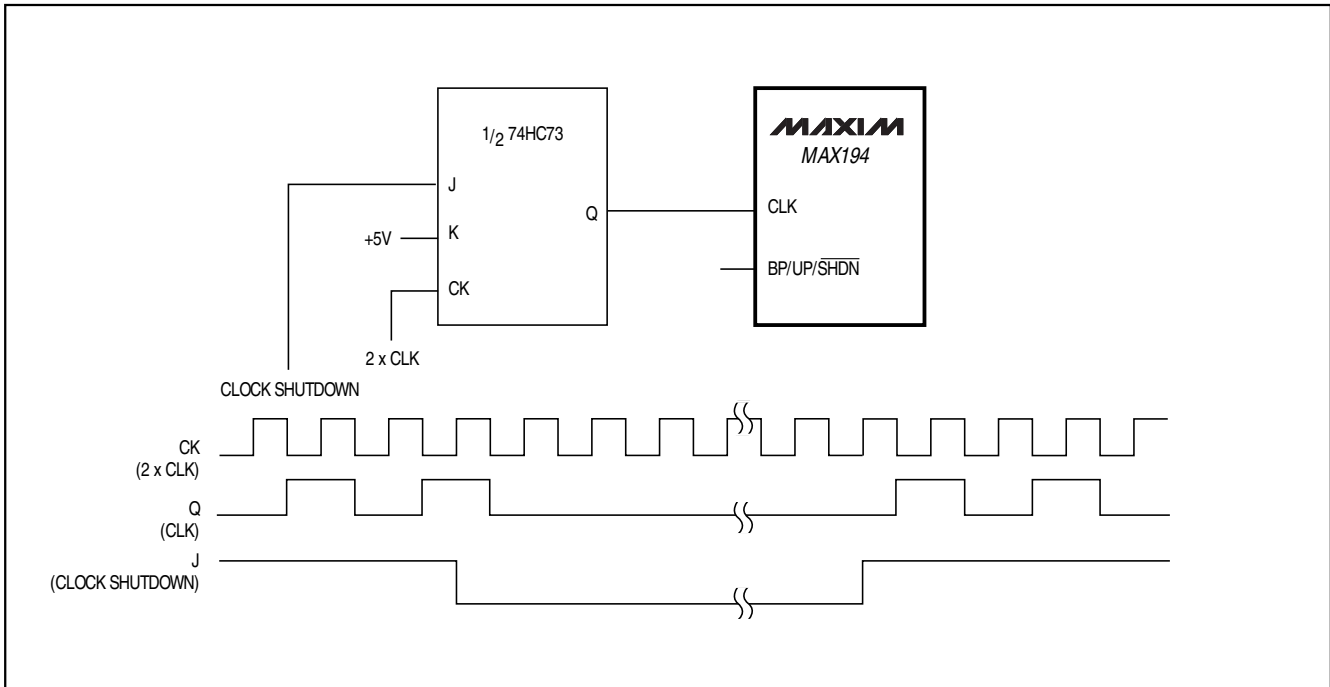 1/2 74HC73
MAXIM
MAX194
J
Q
CLK
+5V
K
BP/UP/S̅H̅D̅N̅
CK
2 x CLK
CLOCK SHUTDOWN
CK
(2 x CLK)
Q
(CLK)
J
(CLOCK SHUTDOWN)